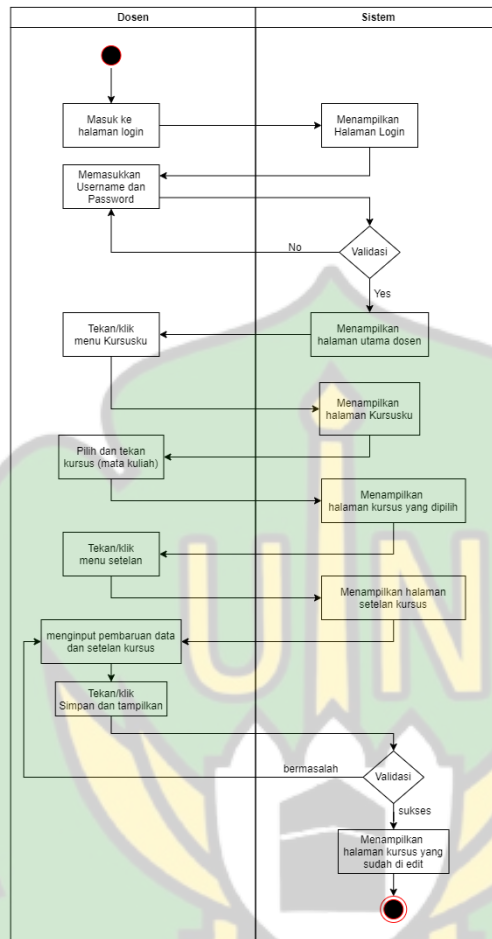 Dosen
Sistem
Masuk ke
halaman login
Menampilkan
Halaman Login
Memasukkan
Username dan
Password
No
Validasi
Yes
Tekan/klik
menu Kursusku
Menampilkan
halaman utama dosen
Menampilkan
halaman Kursusku
Pilih dan tekan
kursus (mata kuliah)
Menampilkan
halaman kursus yang dipilih
Tekan/klik
menu setelan
Menampilkan halaman
setelan kursus
menginput pembaruan data
dan setelan kursus
Tekan/klik
Simpan dan tampilkan
bermasalah
Validasi
sukses
Menampilkan
halaman kursus yang
sudah di edit
UIN